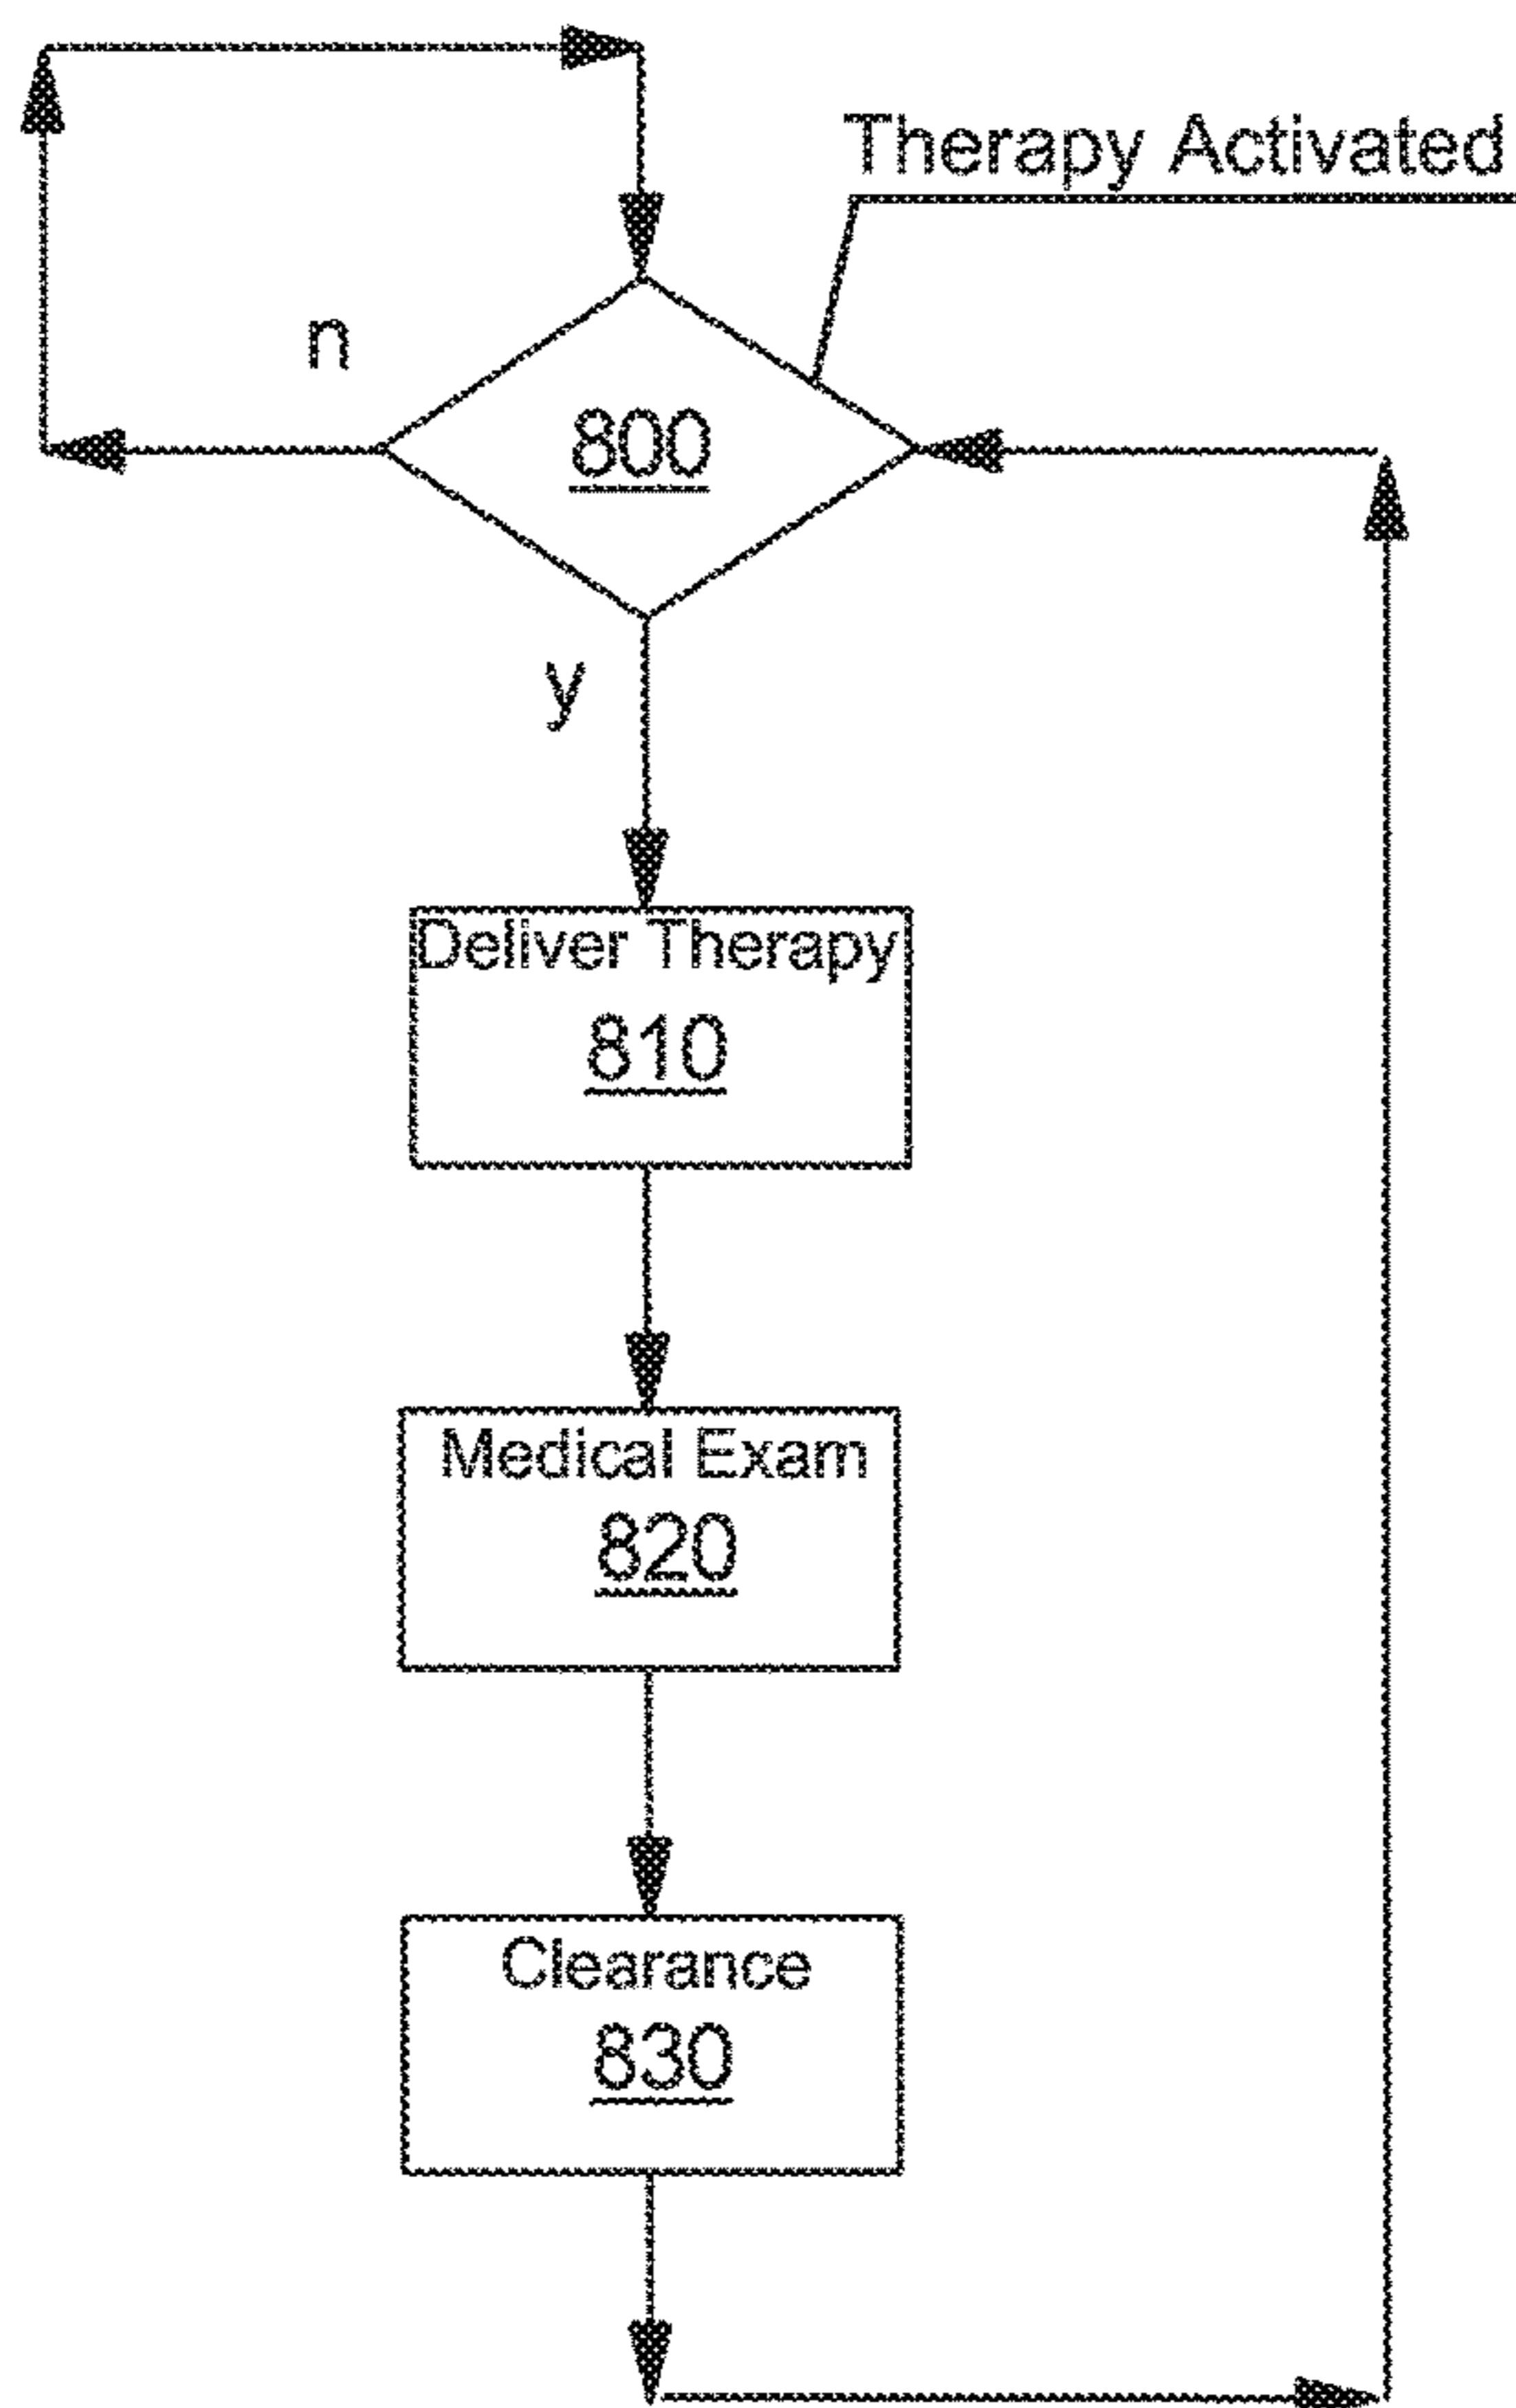 Therapy Activated
n
800
y
Deliver Therapy
810
Medical Exam
820
Clearance
830